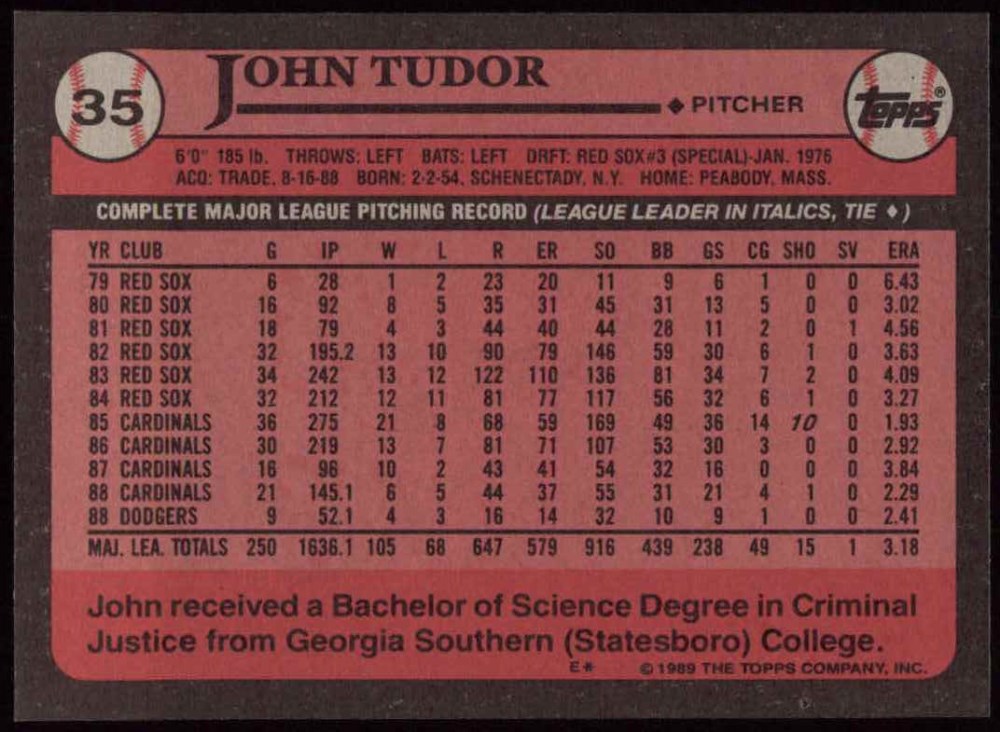 35
JOHN TUDOR
◆ PITCHER
TOPPS®
6'0" 185 lb. THROWS: LEFT BATS: LEFT DRFT: RED SOX#3 (SPECIAL)-JAN. 1976
ACQ: TRADE, 8-16-88 BORN: 2-2-54, SCHENECTADY, N.Y. HOME: PEABODY, MASS.
COMPLETE MAJOR LEAGUE PITCHING RECORD (LEAGUE LEADER IN ITALICS, TIE ◆)
YR CLUB G IP W L R ER SO BB GS CG SHO SV ERA
79 RED SOX 6 28 1 2 23 20 11 9 6 1 0 0 6.43
80 RED SOX 16 92 8 5 35 31 45 31 13 5 0 0 3.02
81 RED SOX 18 79 4 3 44 40 44 28 11 2 0 1 4.56
82 RED SOX 32 195.2 13 10 90 79 146 59 30 6 1 0 3.63
83 RED SOX 34 242 13 12 122 110 136 81 34 7 2 0 4.09
84 RED SOX 32 212 12 11 81 77 117 56 32 6 1 0 3.27
85 CARDINALS 36 275 21 8 68 59 169 49 36 14 10 0 1.93
86 CARDINALS 30 219 13 7 81 71 107 53 30 3 0 0 2.92
87 CARDINALS 16 96 10 2 43 41 54 32 16 0 0 0 3.84
88 CARDINALS 21 145.1 6 5 44 37 55 31 21 4 1 0 2.29
88 DODGERS 9 52.1 4 3 16 14 32 10 9 1 0 0 2.41
MAJ. LEA. TOTALS 250 1636.1 105 68 647 579 916 439 238 49 15 1 3.18
John received a Bachelor of Science Degree in Criminal
Justice from Georgia Southern (Statesboro) College.
E* © 1989 THE TOPPS COMPANY, INC.